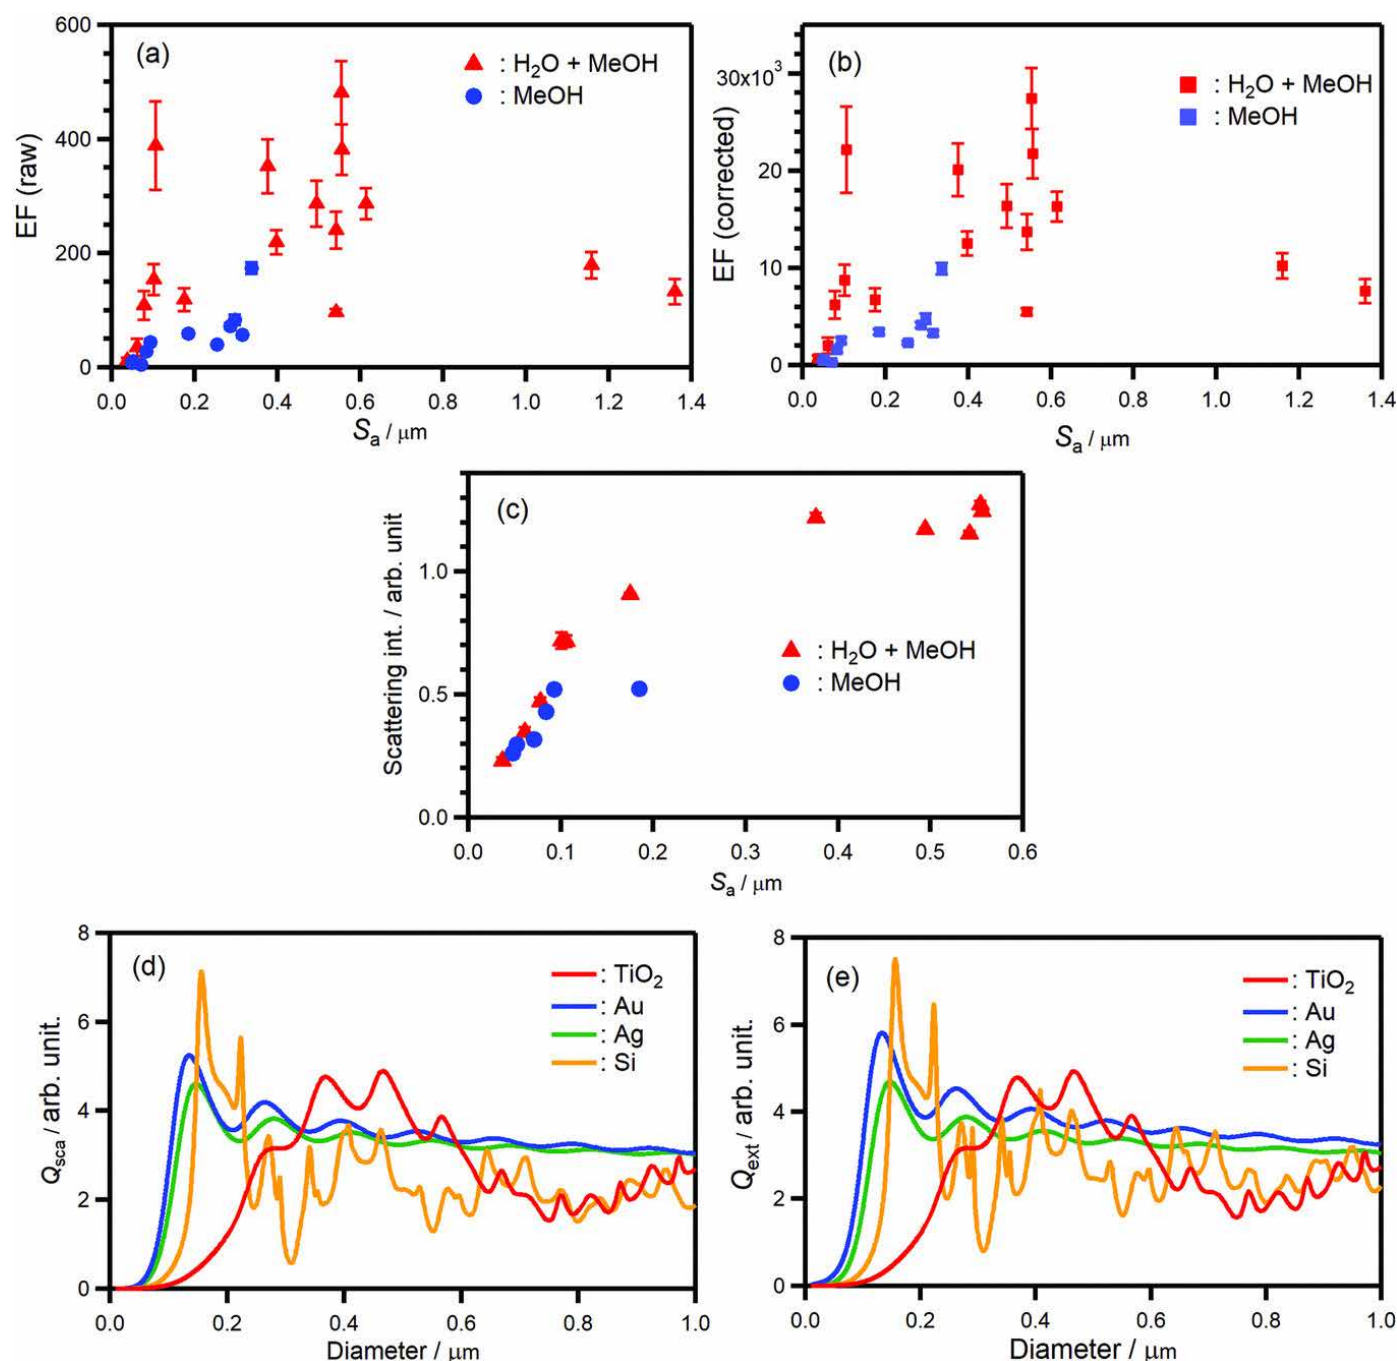 (a)
600
400
200
0
EF (raw)
: H₂O + MeOH
: MeOH
0.0 0.2 0.4 0.6 0.8 1.0 1.2 1.4
Sₐ / μm
(b)
30x10³
20
10
0
EF (corrected)
: H₂O + MeOH
: MeOH
0.0 0.2 0.4 0.6 0.8 1.0 1.2 1.4
Sₐ / μm
(c)
1.0
0.5
0.0
Scattering int. / arb. unit
: H₂O + MeOH
: MeOH
0.0 0.1 0.2 0.3 0.4 0.5 0.6
Sₐ / μm
(d)
8
6
4
2
0
Qsca / arb. unit.
: TiO₂
: Au
: Ag
: Si
0.0 0.2 0.4 0.6 0.8 1.0
Diameter / μm
(e)
8
6
4
2
0
Qext / arb. unit.
: TiO₂
: Au
: Ag
: Si
0.0 0.2 0.4 0.6 0.8 1.0
Diameter / μm